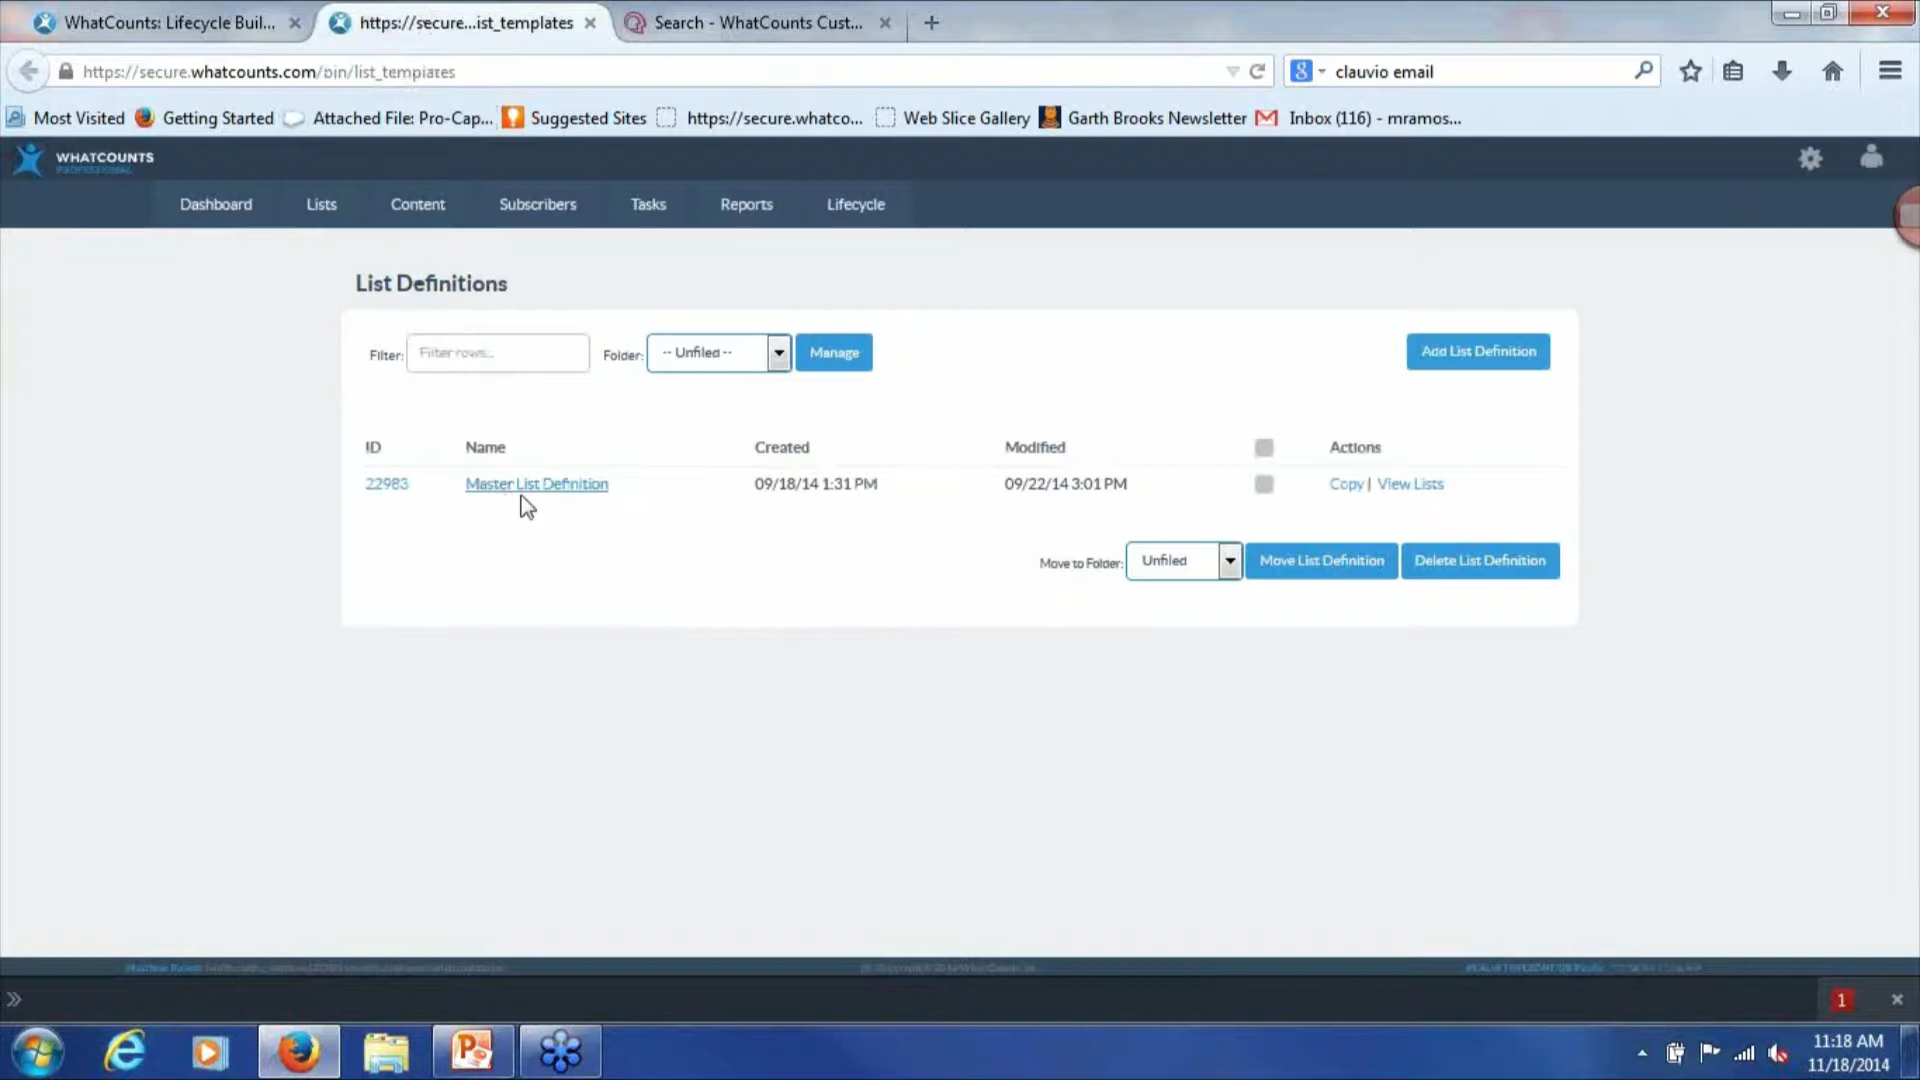 WhatCounts: Lifecycle Buil...
https://secure...ist_templates
Search - WhatCounts Cust...
https://secure.whatcounts.com/bin/list_templates
clauvio email
Most Visited
Getting Started
Attached File: Pro-Cap...
Suggested Sites
https://secure.whatco...
Web Slice Gallery
Garth Brooks Newsletter
Inbox (116) - mramos...
WHATCOUNTS
PROFESSIONAL
Dashboard
Lists
Content
Subscribers
Tasks
Reports
Lifecycle
List Definitions
Filter: Filter rows...
Folder: -- Unfiled --
Manage
Add List Definition
ID Name Created Modified Actions
22983 Master List Definition 09/18/14 1:31 PM 09/22/14 3:01 PM Copy | View Lists
Move to Folder: Unfiled Move List Definition Delete List Definition
1
11:18 AM
11/18/2014